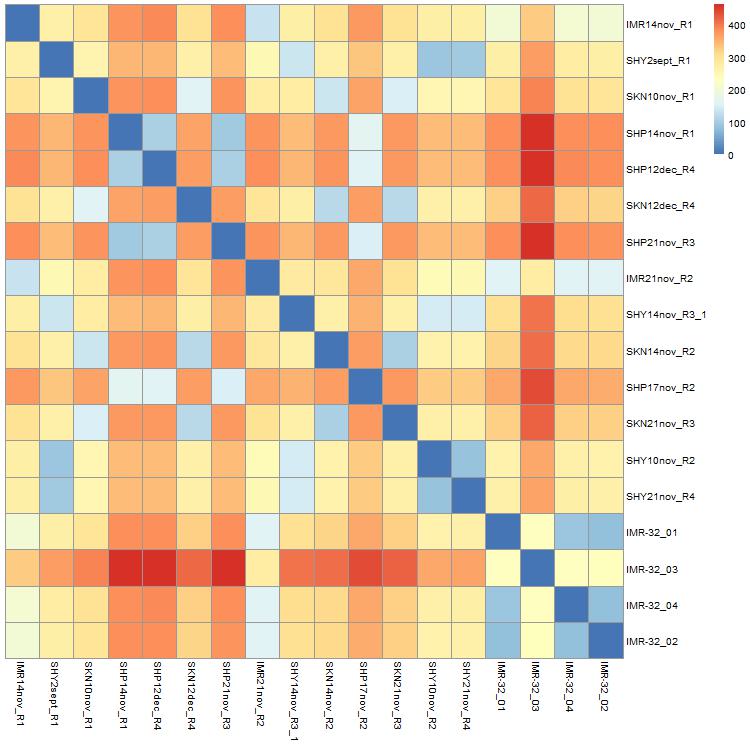 IMR14nov_R1
SHY2sept_R1
SKN10nov_R1
SHP14nov_R1
SHP12dec_R4
SKN12dec_R4
SHP21nov_R3
IMR21nov_R2
SHY14nov_R3_1
SKN14nov_R2
SHP17nov_R2
SKN21nov_R3
SHY10nov_R2
SHY21nov_R4
IMR-32_01
IMR-32_03
IMR-32_04
IMR-32_02
400
300
200
100
0
IMR14nov_R1
SHY2sept_R1
SKN10nov_R1
SHP14nov_R1
SHP12dec_R4
SKN12dec_R4
SHP21nov_R3
IMR21nov_R2
SHY14nov_R3_1
SKN14nov_R2
SHP17nov_R2
SKN21nov_R3
SHY10nov_R2
SHY21nov_R4
IMR-32_01
IMR-32_03
IMR-32_04
IMR-32_02